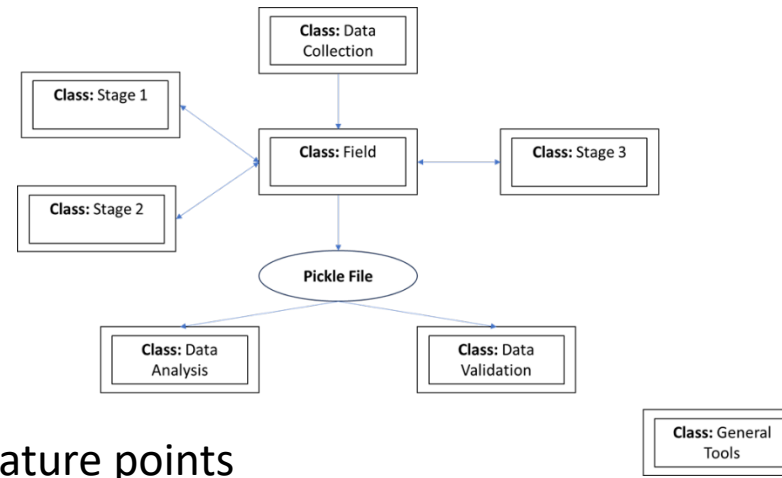 Class: Data
Collection
Class: Stage 1
Class: Field
Class: Stage 3
Class: Stage 2
Pickle File
Class: Data
Analysis
Class: Data
Validation
Class: General
Tools
ature points